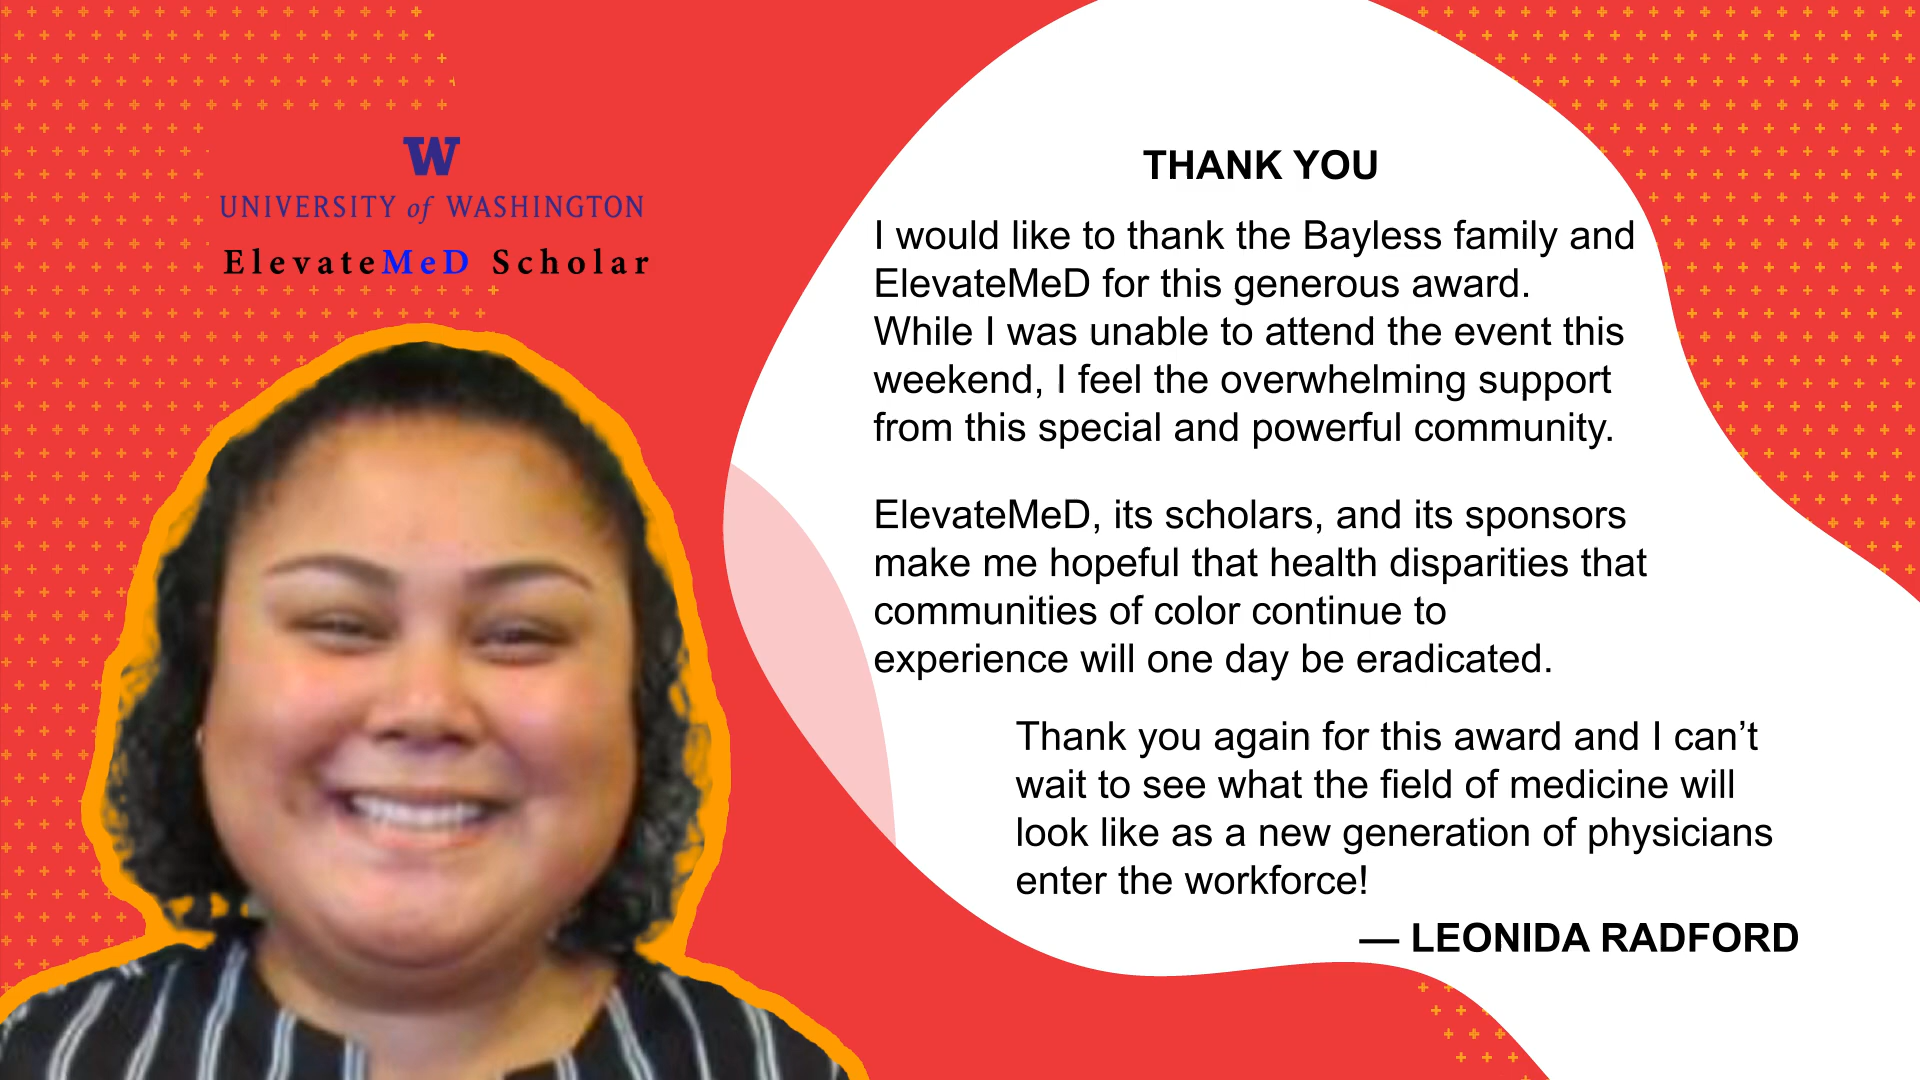 W
UNIVERSITY of WASHINGTON
ElevateMeD Scholar
THANK YOU
I would like to thank the Bayless family and
ElevateMeD for this generous award.
While I was unable to attend the event this
weekend, I feel the overwhelming support
from this special and powerful community.
ElevateMeD, its scholars, and its sponsors
make me hopeful that health disparities that
communities of color continue to
experience will one day be eradicated.
Thank you again for this award and I can’t
wait to see what the field of medicine will
look like as a new generation of physicians
enter the workforce!
— LEONIDA RADFORD